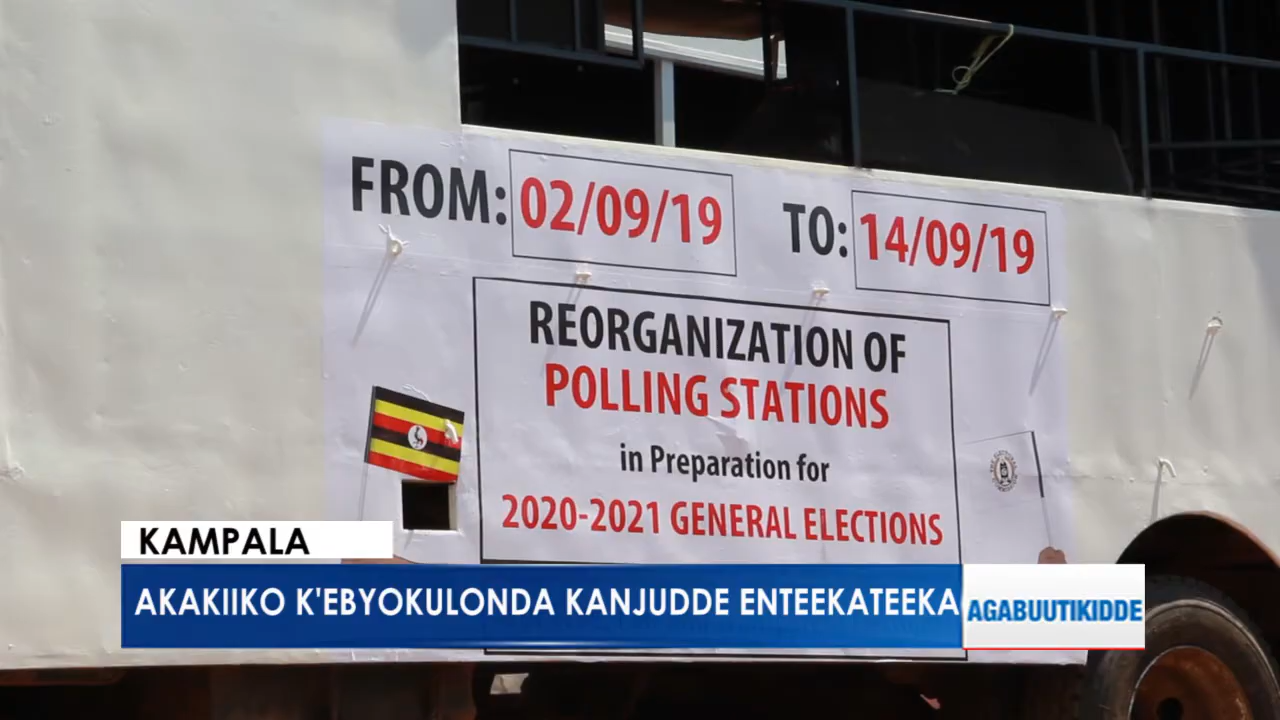 FROM: 02/09/19 TO: 14/09/19
REORGANIZATION OF
POLLING STATIONS
in Preparation for
2020-2021 GENERAL ELECTIONS
KAMPALA
AKAKIIKO K'EBYOKULONDA KANJUDDE ENTEEKATEEKA
AGABUUTIKIDDE